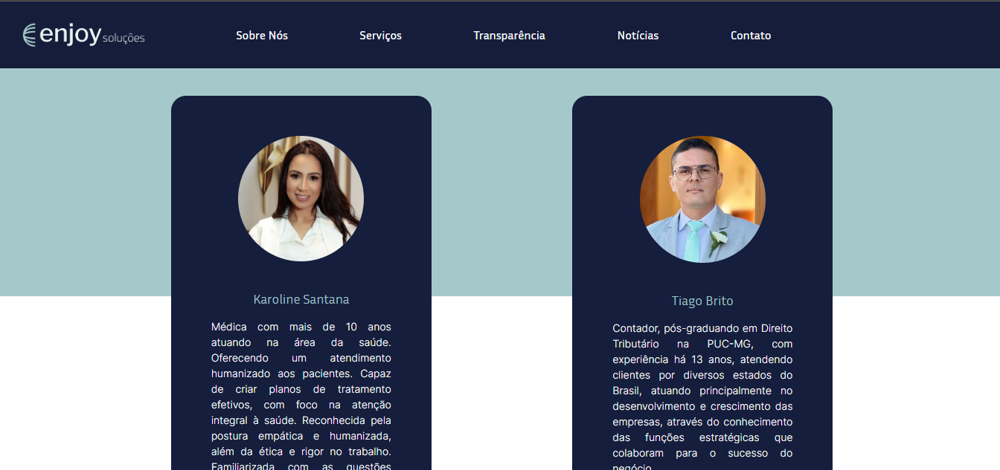 enjoy soluções
Sobre Nós
Serviços
Transparência
Notícias
Contato
Karoline Santana
Médica com mais de 10 anos
atuando na área da saúde.
Oferecendo um atendimento
humanizado aos pacientes. Capaz
de criar planos de tratamento
efetivos, com foco na atenção
integral à saúde. Reconhecida pela
postura empática e humanizada,
além da ética e rigor no trabalho.
Familiarizada com as questões
Tiago Brito
Contador, pós-graduando em Direito
Tributário na PUC-MG, com
experiência há 13 anos, atendendo
clientes por diversos estados do
Brasil, atuando principalmente no
desenvolvimento e crescimento das
empresas, através do conhecimento
das funções estratégicas que
colaboram para o sucesso do
negócio.